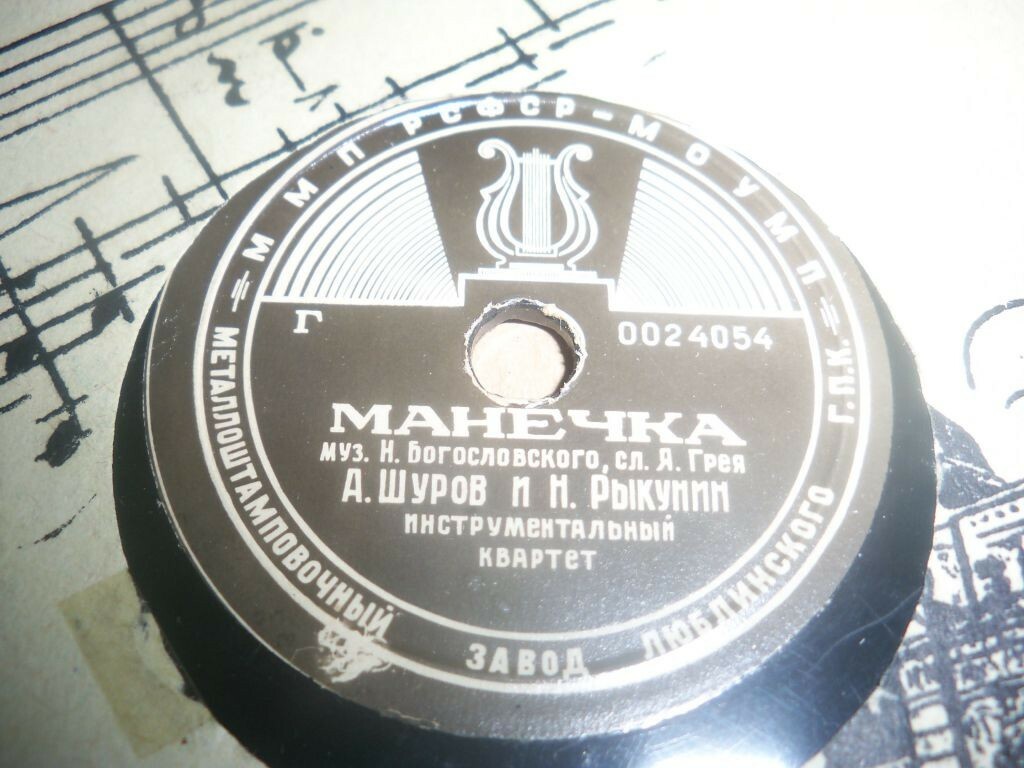 ММП РСФСР-МОУМП
Г
0024054
МАНЕЧКА
муз. Н. Богословского, сл. Я. Грея
А. ШУРОВ И Н. РЫКУНИН
ИНСТРУМЕНТАЛЬНЫЙ
КВАРТЕТ
МЕТАЛЛОШТАМПОВОЧНЫЙ ЗАВОД ЛЮБЛИНСКОГО Г.П.К.